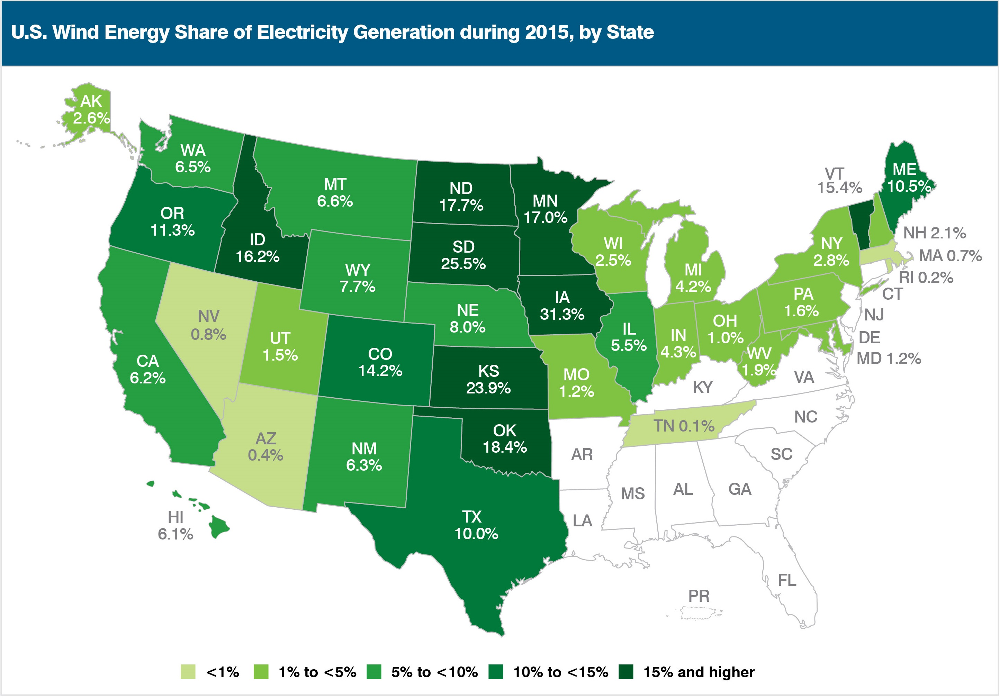 U.S. Wind Energy Share of Electricity Generation during 2015, by State
AK
2.6%
WA
6.5%
MT
6.6%
ND
17.7%
MN
17.0%
VT
15.4%
ME
10.5%
OR
11.3%
ID
16.2%
WY
7.7%
SD
25.5%
WI
2.5%
MI
4.2%
NY
2.8%
NH 2.1%
MA 0.7%
RI 0.2%
CT
NV
0.8%
UT
1.5%
NE
8.0%
IA
31.3%
IL
5.5%
IN
4.3%
OH
1.0%
PA
1.6%
NJ
DE
MD 1.2%
CA
6.2%
CO
14.2%
KS
23.9%
MO
1.2%
WV
1.9%
KY
VA
AZ
0.4%
NM
6.3%
OK
18.4%
TN 0.1%
NC
AR
SC
MS
AL
GA
HI
6.1%
TX
10.0%
LA
FL
PR
<1%
1% to <5%
5% to <10%
10% to <15%
15% and higher